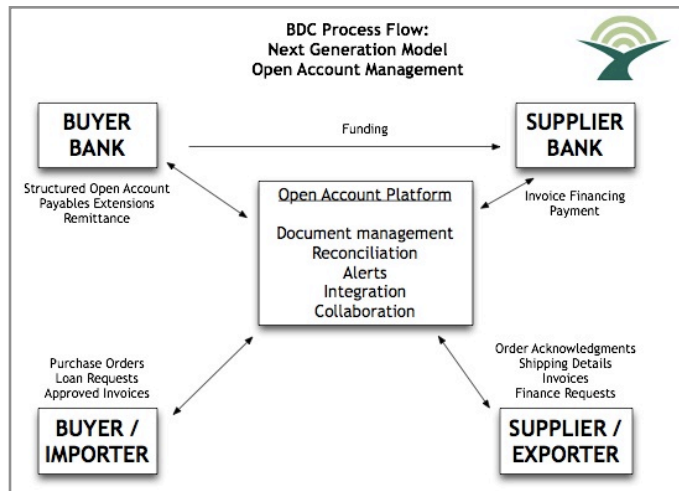 BDC Process Flow:
Next Generation Model
Open Account Management
BUYER
BANK
Funding
SUPPLIER
BANK
Structured Open Account
Payables Extensions
Remittance
Open Account Platform
Document management
Reconciliation
Alerts
Integration
Collaboration
Invoice Financing
Payment
Purchase Orders
Loan Requests
Approved Invoices
BUYER /
IMPORTER
Order Acknowledgments
Shipping Details
Invoices
Finance Requests
SUPPLIER /
EXPORTER